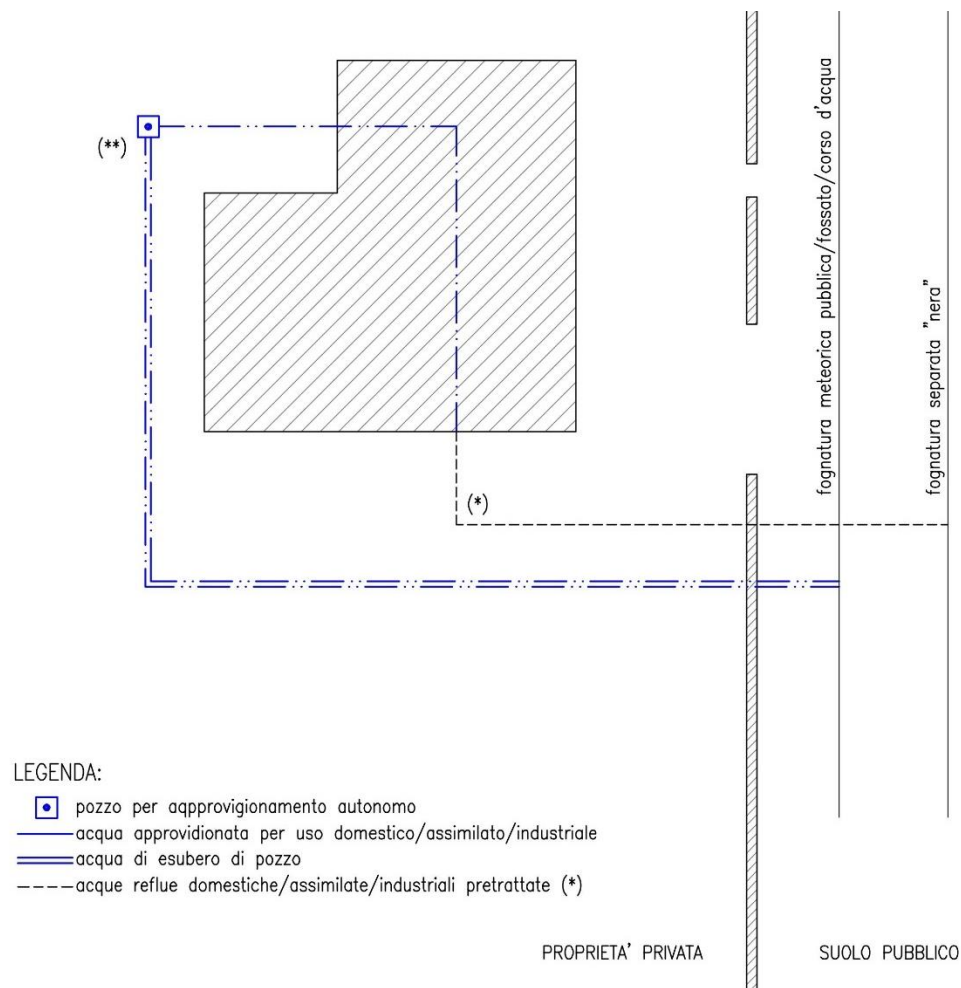 (**)
fognatura meteorica pubblica/fossato/corso d'acqua
fognatura separata "nera"
(*)
LEGENDA:
pozzo per aqpprovigionamento autonomo
acqua approvidionata per uso domestico/assimilato/industriale
acqua di esubero di pozzo
acque reflue domestiche/assimilate/industriali pretrattate (*)
PROPRIETA' PRIVATA
SUOLO PUBBLICO